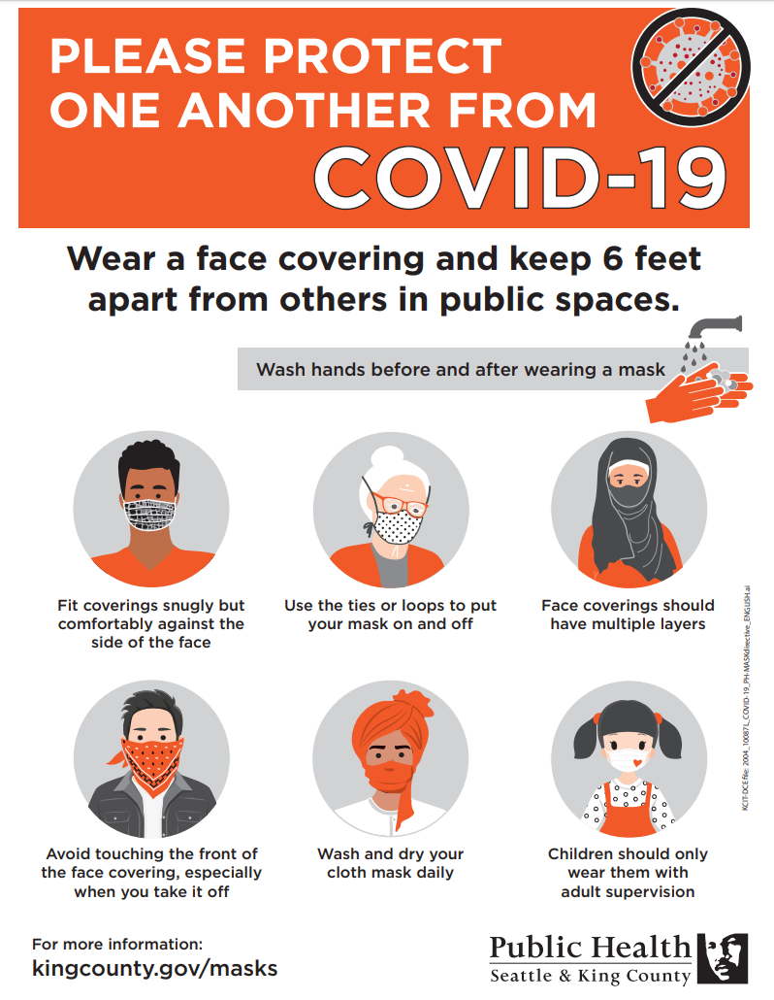 PLEASE PROTECT
ONE ANOTHER FROM
COVID-19
Wear a face covering and keep 6 feet
apart from others in public spaces.
Wash hands before and after wearing a mask
Fit coverings snugly but
comfortably against the
side of the face
Use the ties or loops to put
your mask on and off
Face coverings should
have multiple layers
Avoid touching the front of
the face covering, especially
when you take it off
Wash and dry your
cloth mask daily
Children should only
wear them with
adult supervision
KCIT-DCE file: 2004_10087L_COVID-19_PH-MASKdirective_ENGLISH.ai
For more information:
kingcounty.gov/masks
Public Health
Seattle & King County